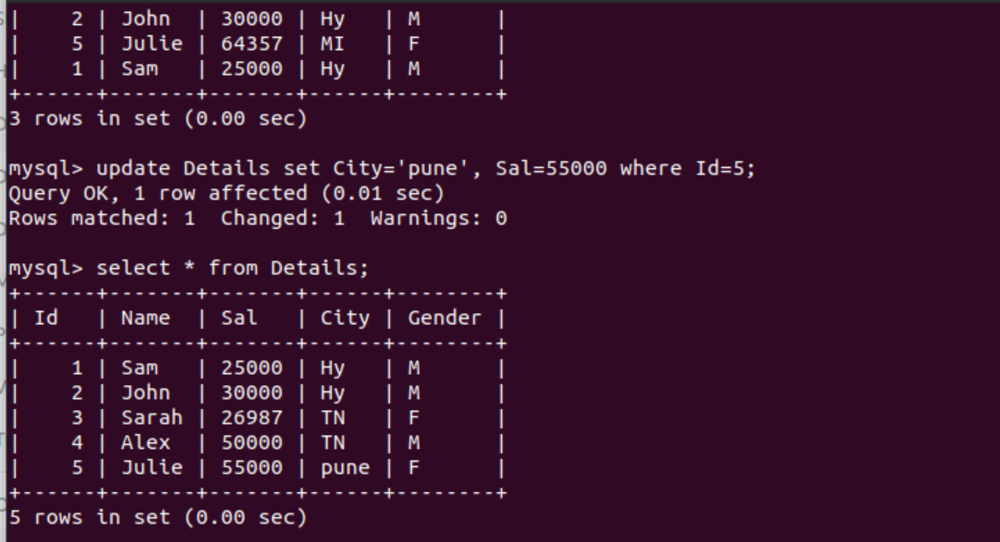 |    2 | John  | 30000 | Hy   | M      |
|    5 | Julie | 64357 | MI   | F      |
|    1 | Sam   | 25000 | Hy   | M      |
+------+-------+-------+------+--------+
3 rows in set (0.00 sec)
mysql> update Details set City='pune', Sal=55000 where Id=5;
Query OK, 1 row affected (0.01 sec)
Rows matched: 1  Changed: 1  Warnings: 0
mysql> select * from Details;
+------+-------+-------+------+--------+
| Id   | Name  | Sal   | City | Gender |
+------+-------+-------+------+--------+
|    1 | Sam   | 25000 | Hy   | M      |
|    2 | John  | 30000 | Hy   | M      |
|    3 | Sarah | 26987 | TN   | F      |
|    4 | Alex  | 50000 | TN   | M      |
|    5 | Julie | 55000 | pune | F      |
+------+-------+-------+------+--------+
5 rows in set (0.00 sec)